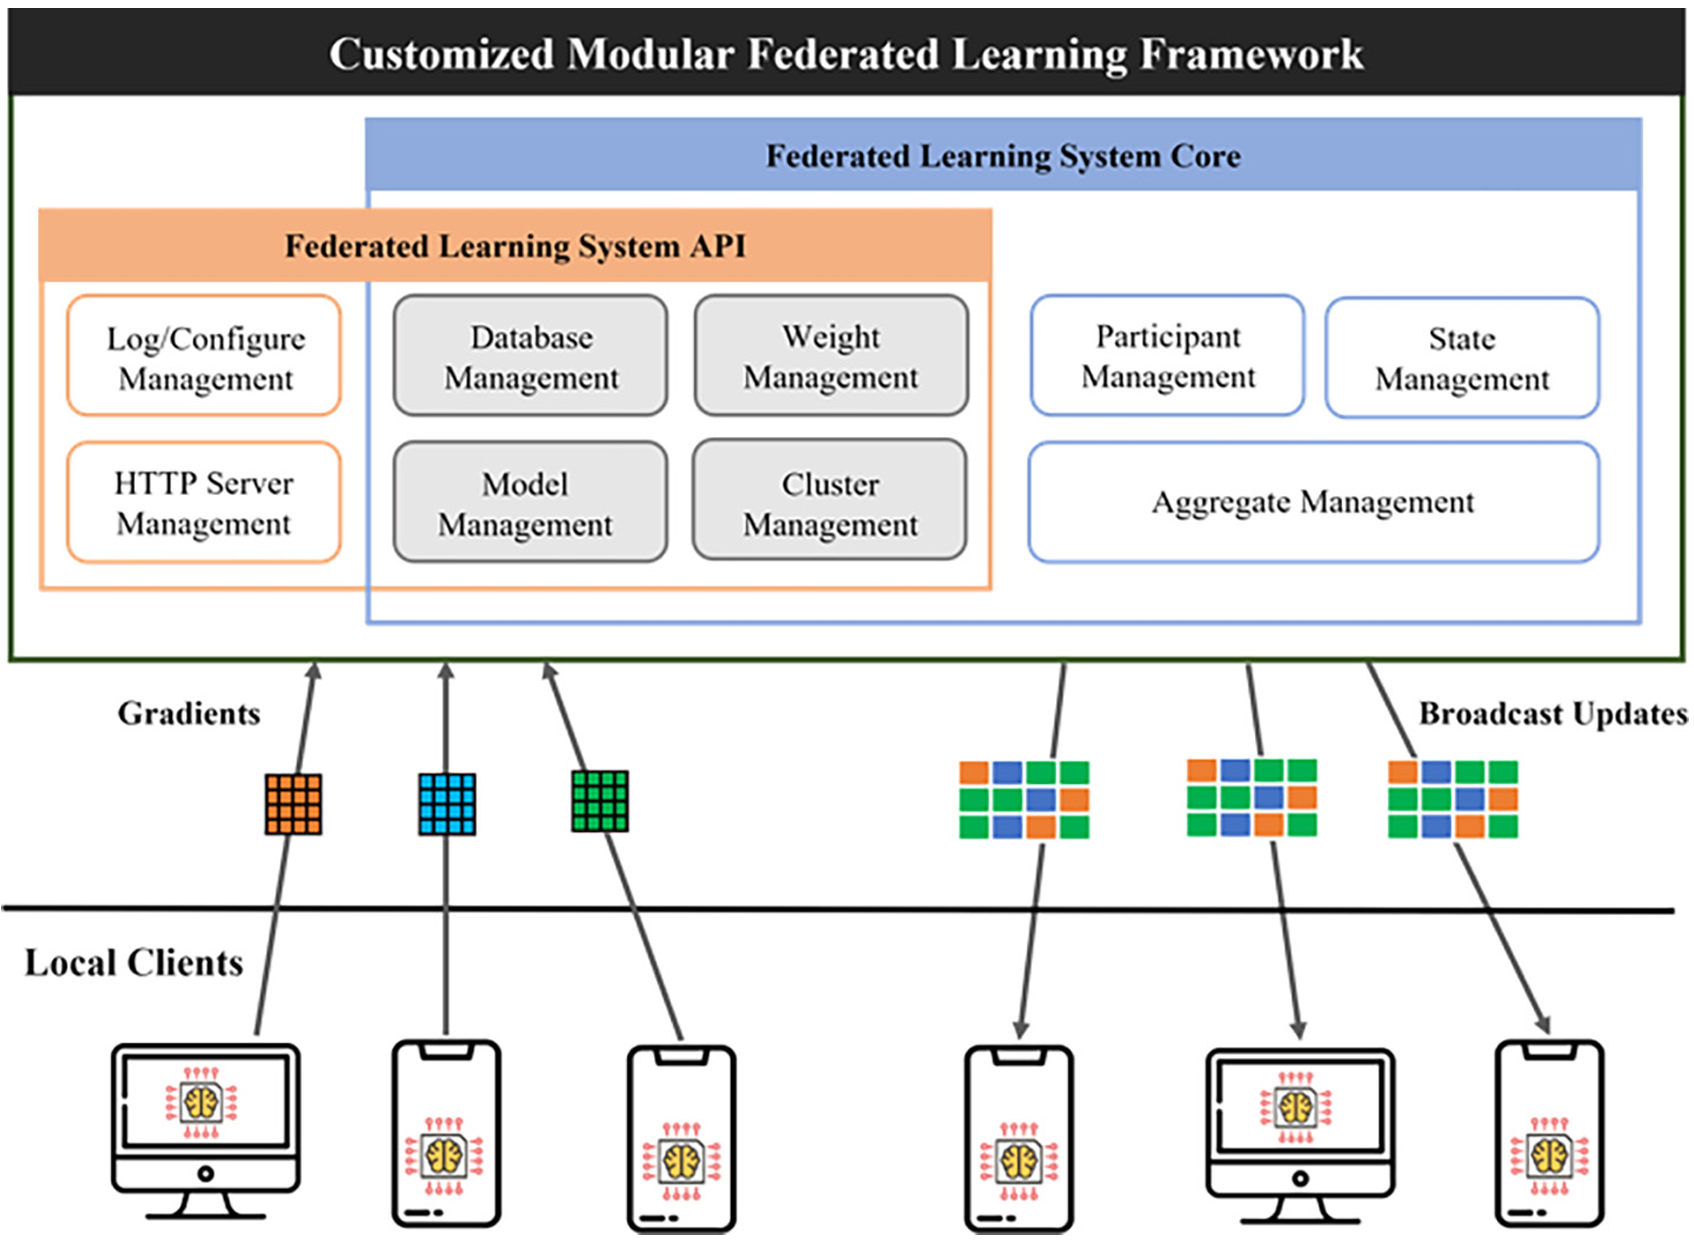 Customized Modular Federated Learning Framework
Federated Learning System Core
Federated Learning System API
Log/Configure
Management
Database
Management
Weight
Management
Participant
Management
State
Management
HTTP Server
Management
Model
Management
Cluster
Management
Aggregate Management
Gradients
Broadcast Updates
Local Clients